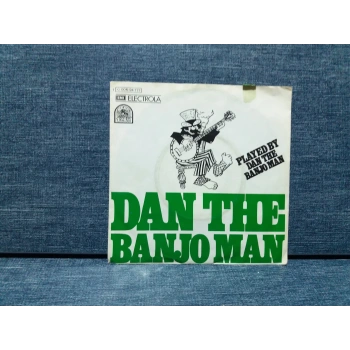 EMI ELECTROLA
PLAYED BY
DAN THE
BANJO MAN
DAN THE
BANJO MAN